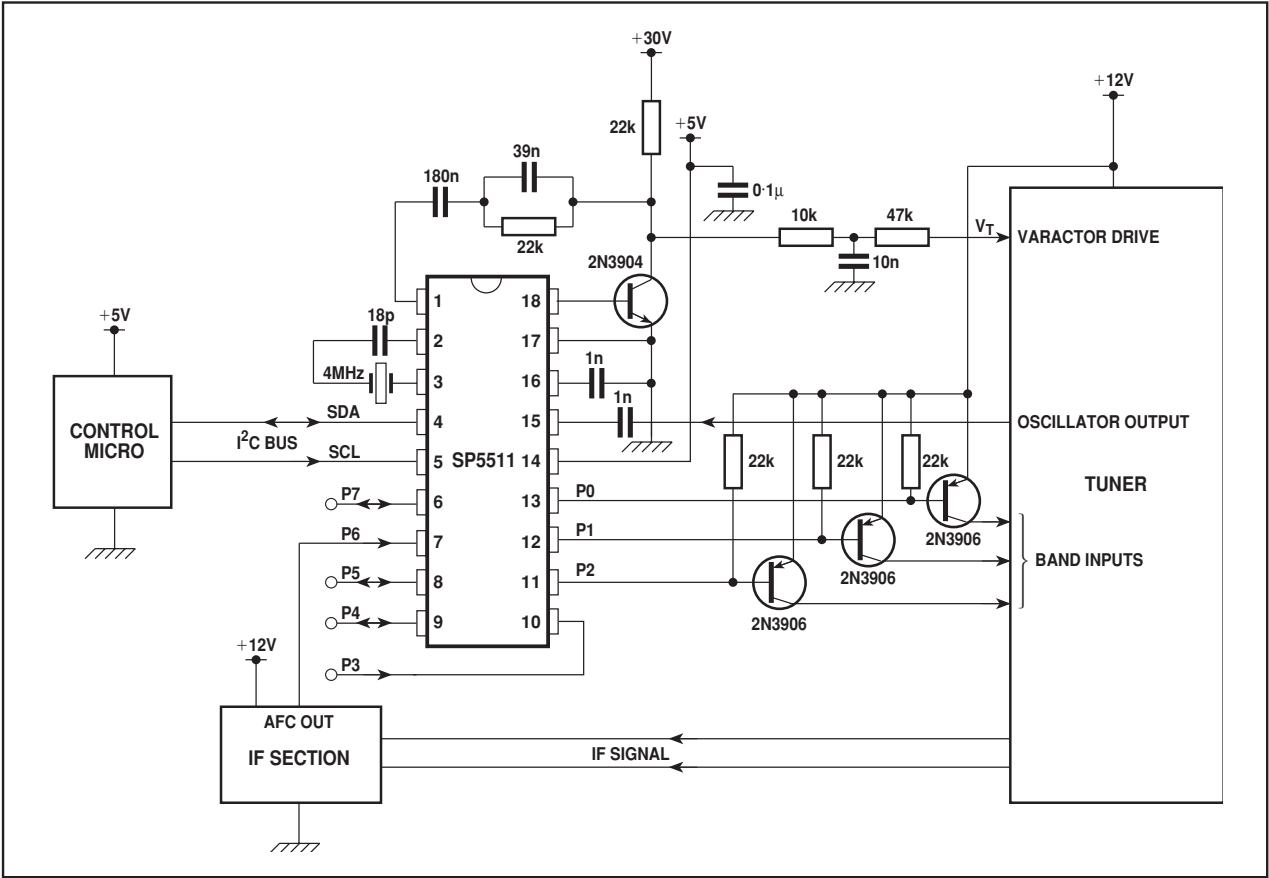 +30V
+12V
22k
+5V
39n
180n
0·1µ
22k
10k
47k
VT
VARACTOR DRIVE
10n
2N3904
1
18
+5V
18p
2
17
4MHz
3
1n
16
CONTROL
MICRO
SDA
4
1n
15
OSCILLATOR OUTPUT
I2C BUS
SCL
5
SP5511
14
22k
22k
22k
TUNER
P7
6
13
P0
2N3906
P6
7
12
P1
2N3906
BAND INPUTS
P5
8
11
P2
2N3906
P4
9
10
+12V
P3
AFC OUT
IF SECTION
IF SIGNAL